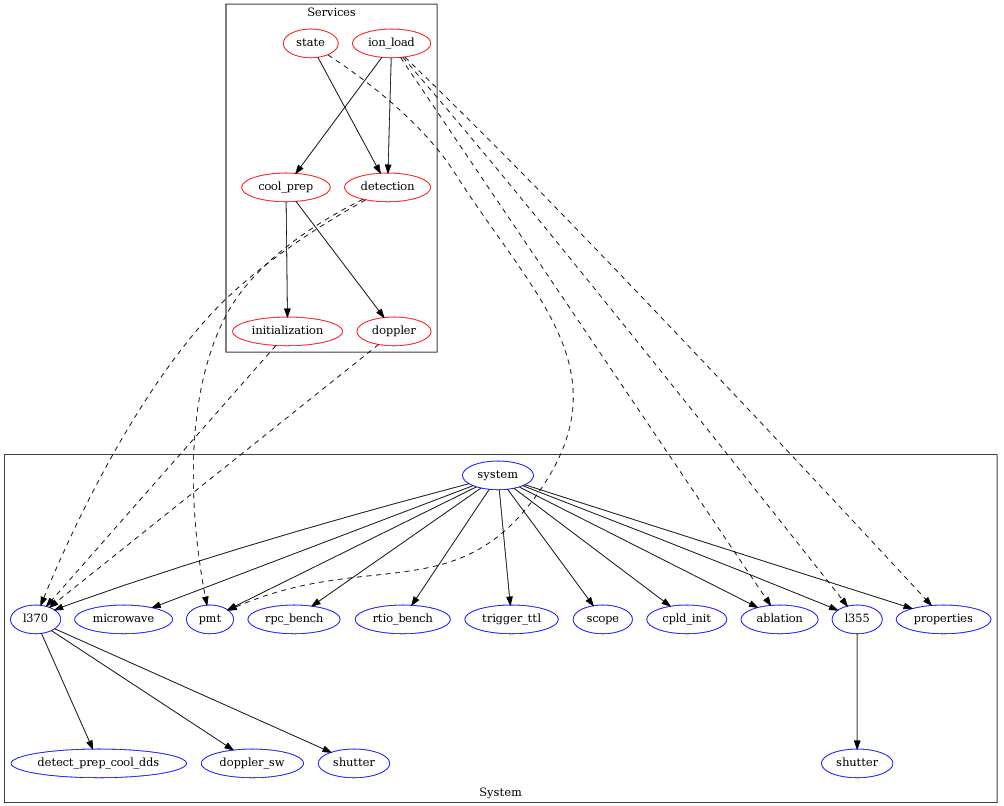 Services
state
ion_load
cool_prep
detection
initialization
doppler
system
l370
microwave
pmt
rpc_bench
rtio_bench
trigger_ttl
scope
cpld_init
ablation
l355
properties
detect_prep_cool_dds
doppler_sw
shutter
shutter
System